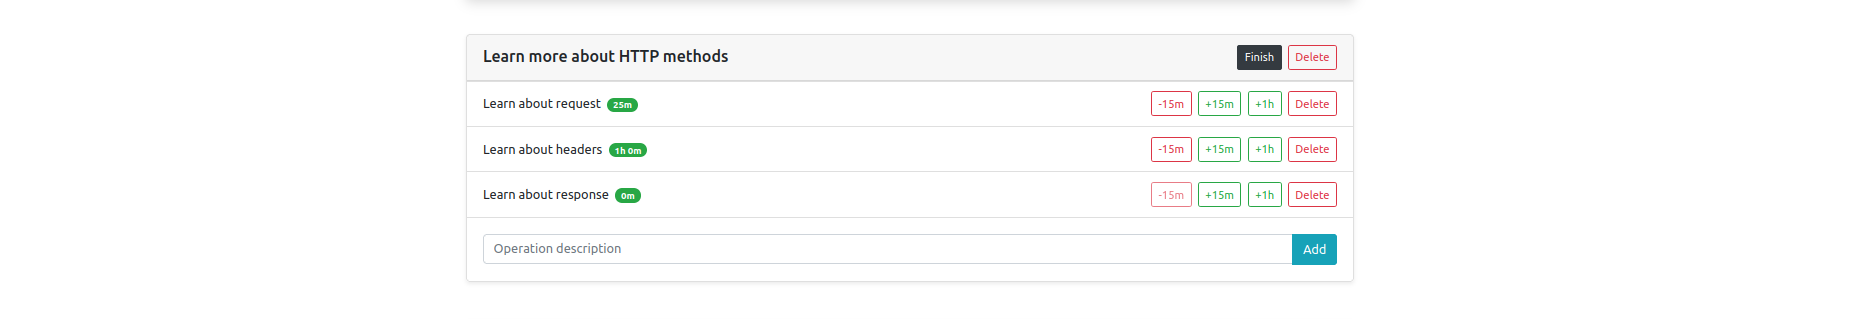 Learn more about HTTP methods Finish Delete
Learn about request 25m -15m +15m +1h Delete
Learn about headers 1h 0m -15m +15m +1h Delete
Learn about response 0m -15m +15m +1h Delete
Operation description Add